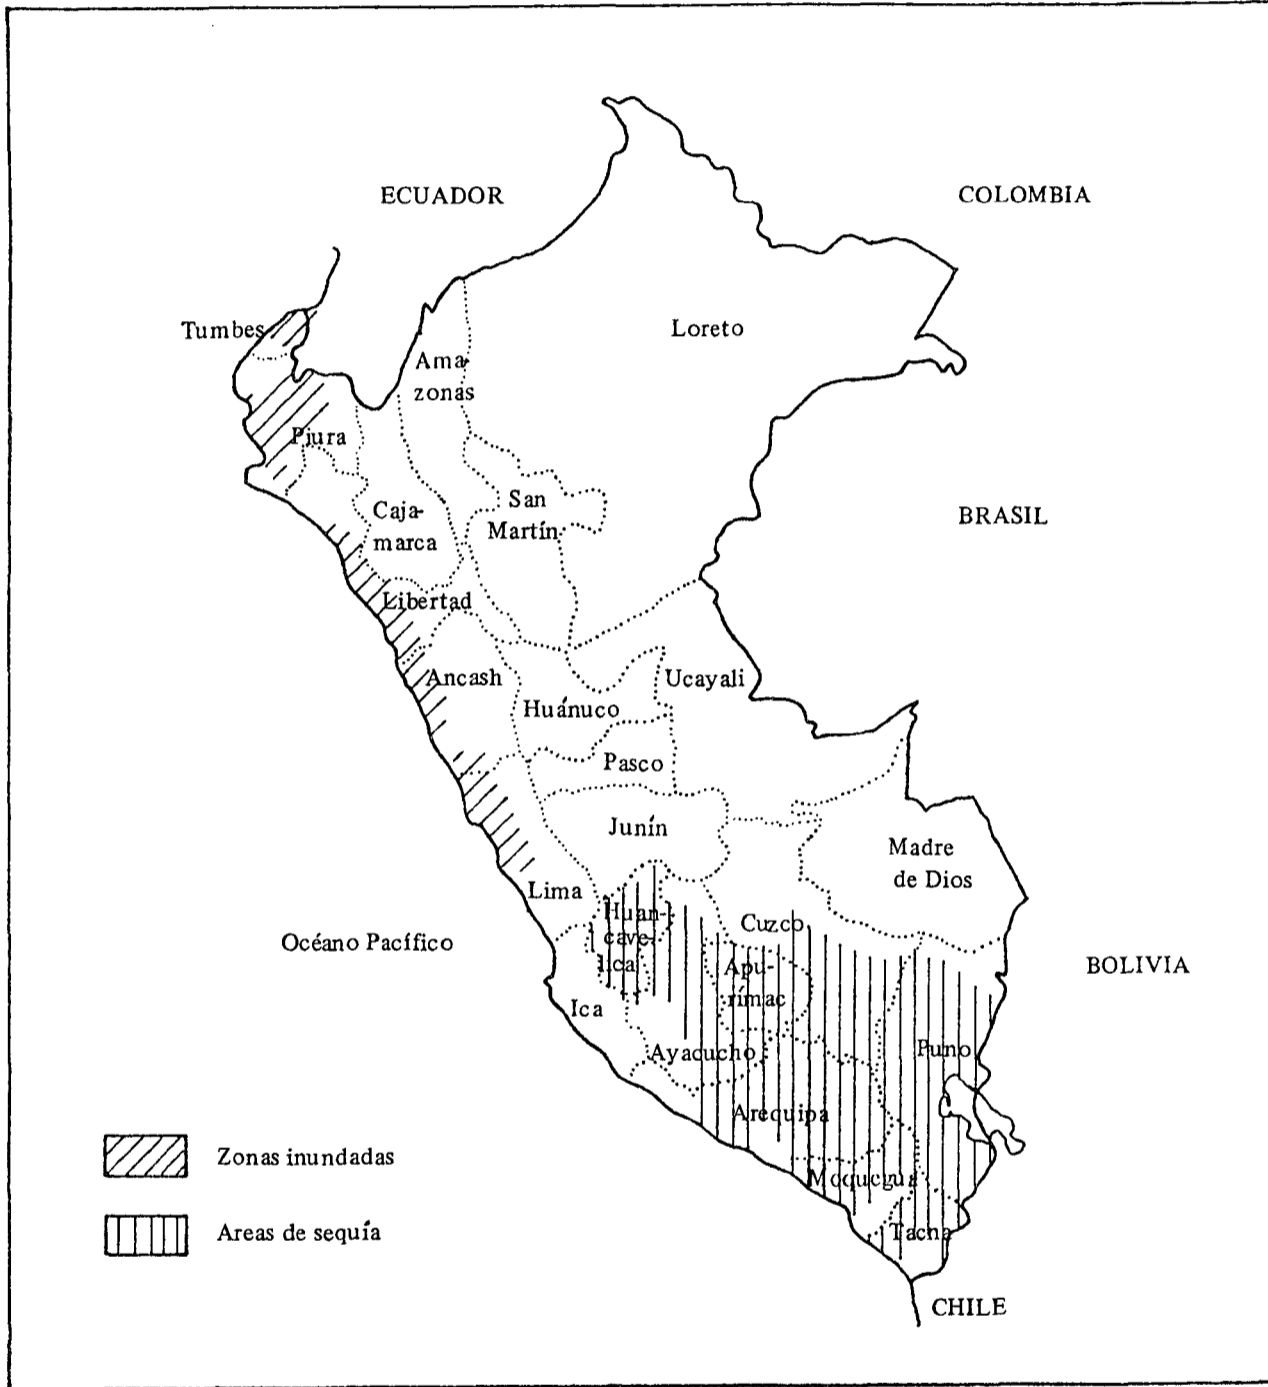 ECUADOR
COLOMBIA
Tumbes
Loreto
Ama-
zonas
Piura
Caja-
marca
San
Martín
BRASIL
Libertad
Ancash
Ucayali
Huánuco
Pasco
Junín
Madre
de Dios
Lima
Huan-
cave-
lica
Cuzco
Océano Pacífico
Apu-
rímac
BOLIVIA
Ica
Ayacucho
Puno
Arequipa
Zonas inundadas
Moquegua
Areas de sequía
Tacna
CHILE